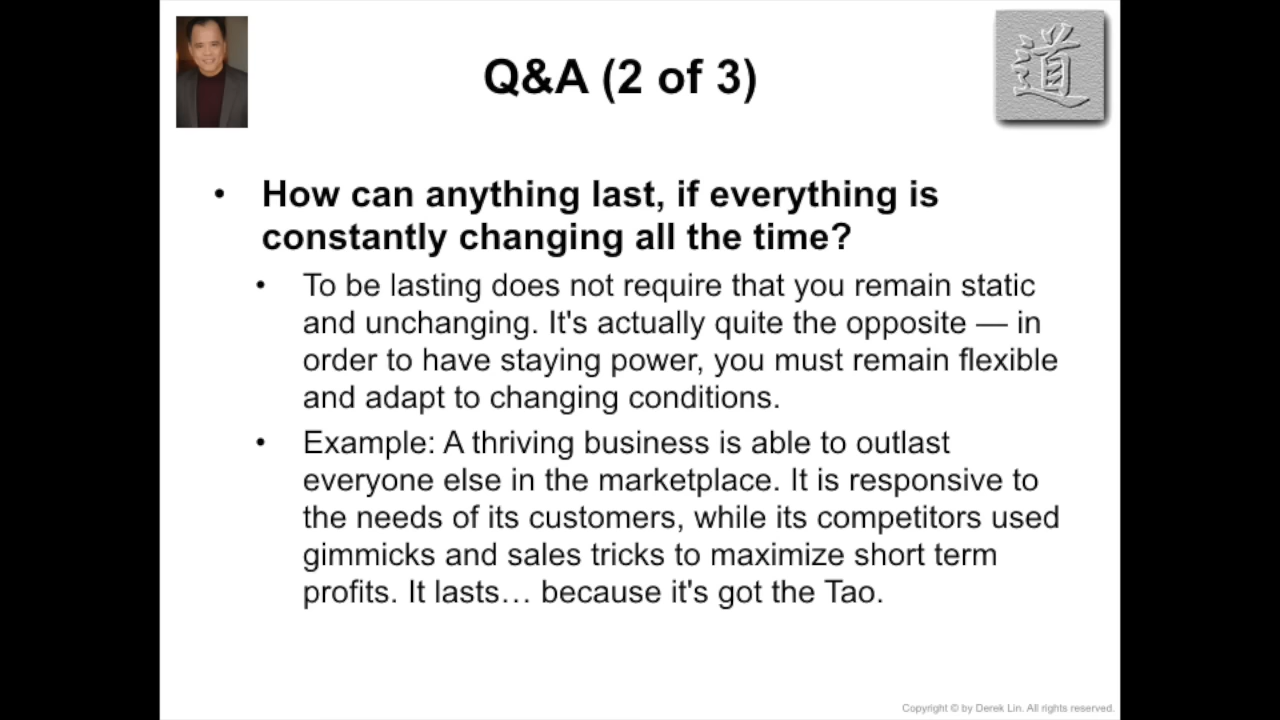 Q&A (2 of 3)
道
• How can anything last, if everything is
constantly changing all the time?
• To be lasting does not require that you remain static
and unchanging. It's actually quite the opposite — in
order to have staying power, you must remain flexible
and adapt to changing conditions.
• Example: A thriving business is able to outlast
everyone else in the marketplace. It is responsive to
the needs of its customers, while its competitors used
gimmicks and sales tricks to maximize short term
profits. It lasts… because it's got the Tao.
Copyright © by Derek Lin. All rights reserved.